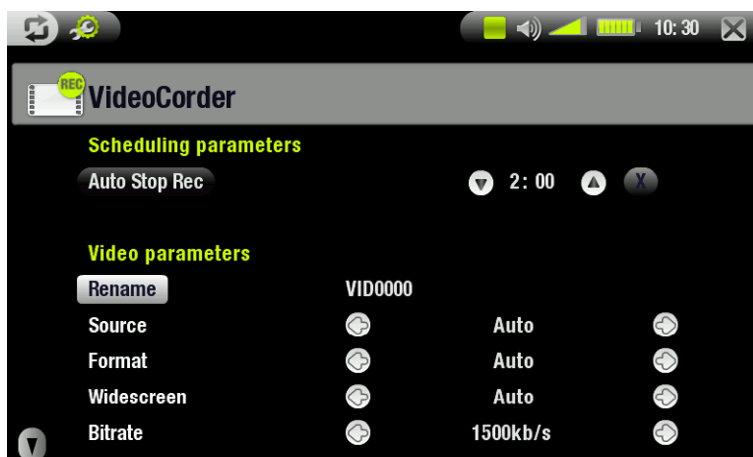 10:30
REC
VideoCorder
Scheduling parameters
Auto Stop Rec 2:00 X
Video parameters
Rename VID0000
Source Auto
Format Auto
Widescreen Auto
Bitrate 1500kb/s